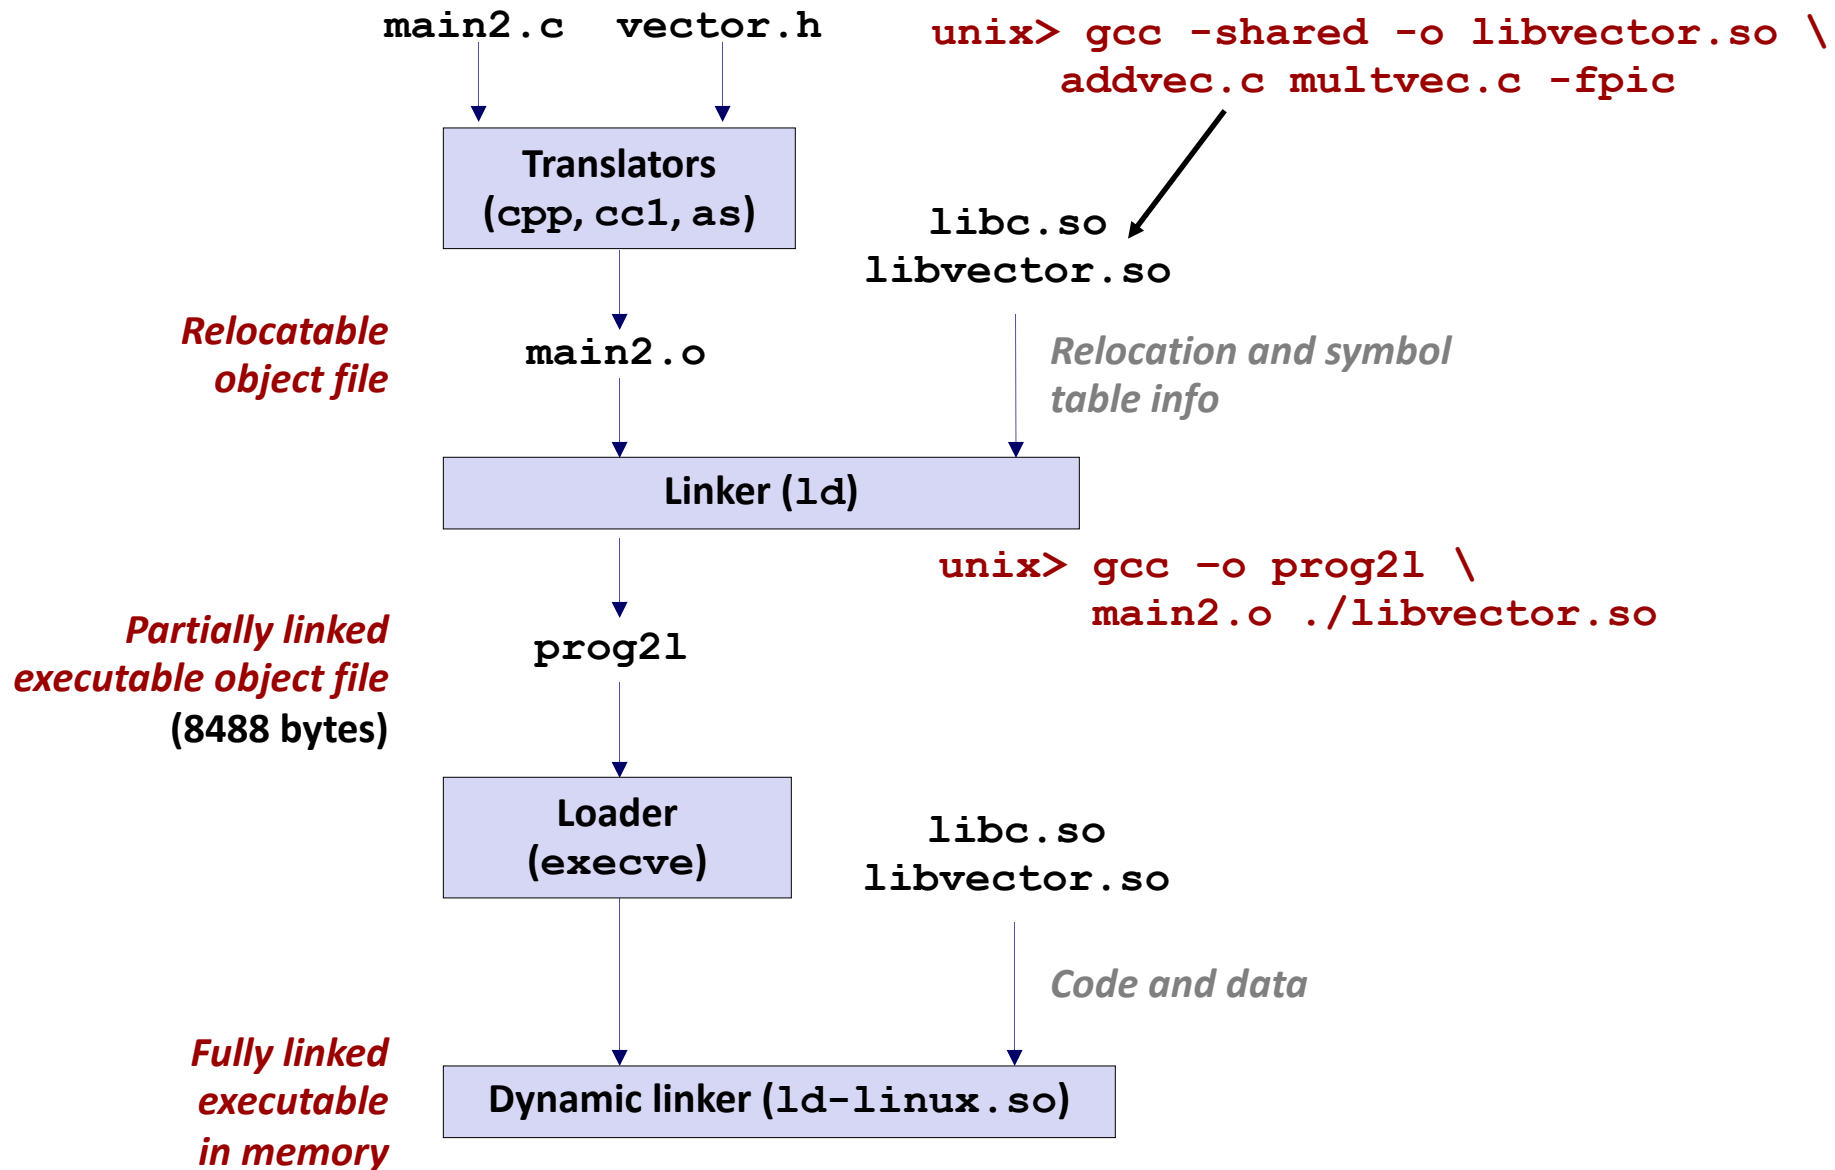 main2.c vector.h
unix> gcc -shared -o libvector.so \
addvec.c multvec.c -fpic
Translators
(cpp, cc1, as)
libc.so
libvector.so
Relocatable
object file
main2.o
Relocation and symbol
table info
Linker (ld)
unix> gcc –o prog2l \
main2.o ./libvector.so
Partially linked
executable object file
(8488 bytes)
prog2l
Loader
(execve)
libc.so
libvector.so
Code and data
Fully linked
executable
in memory
Dynamic linker (ld-linux.so)